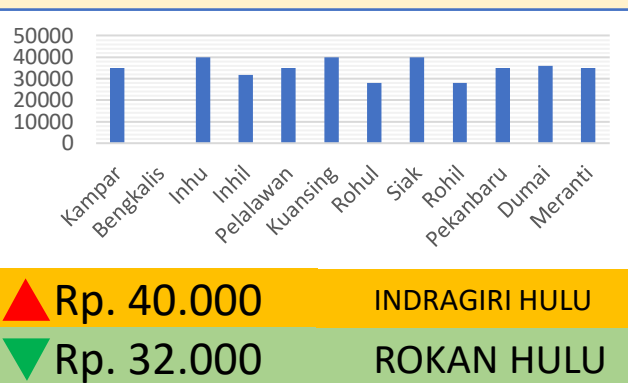 50000
40000
30000
20000
10000
0
Kampar
Bengkalis
Inhu
Inhil
Pelalawan
Kuansing
Rohul
Siak
Rohil
Pekanbaru
Dumai
Meranti
Rp. 40.000 INDRAGIRI HULU
Rp. 32.000 ROKAN HULU